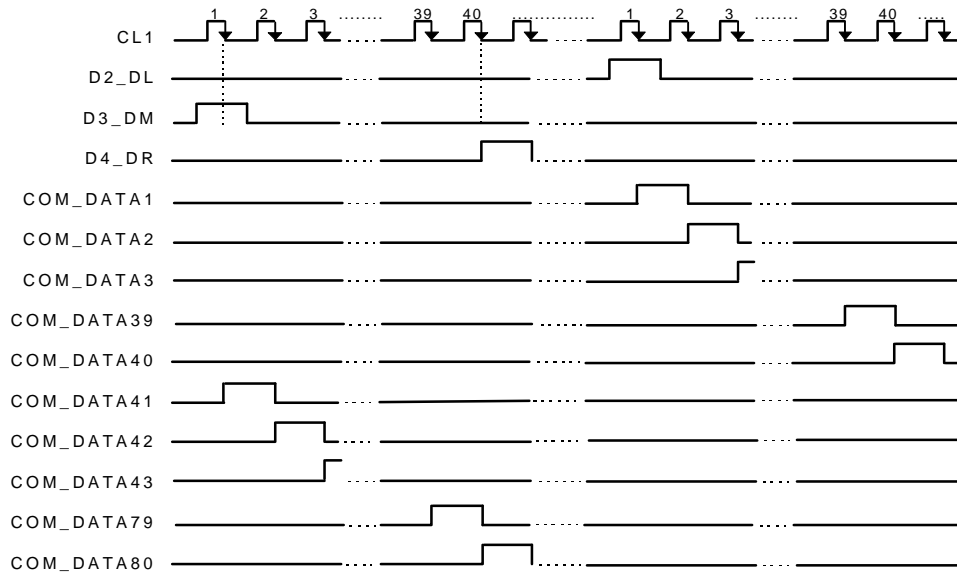 1 2 3 ........ 39 40 ............ 1 2 3 ........ 39 40 .....
CL1
D2_DL
D3_DM
D4_DR
COM_DATA1
COM_DATA2
COM_DATA3
COM_DATA39
COM_DATA40
COM_DATA41
COM_DATA42
COM_DATA43
COM_DATA79
COM_DATA80